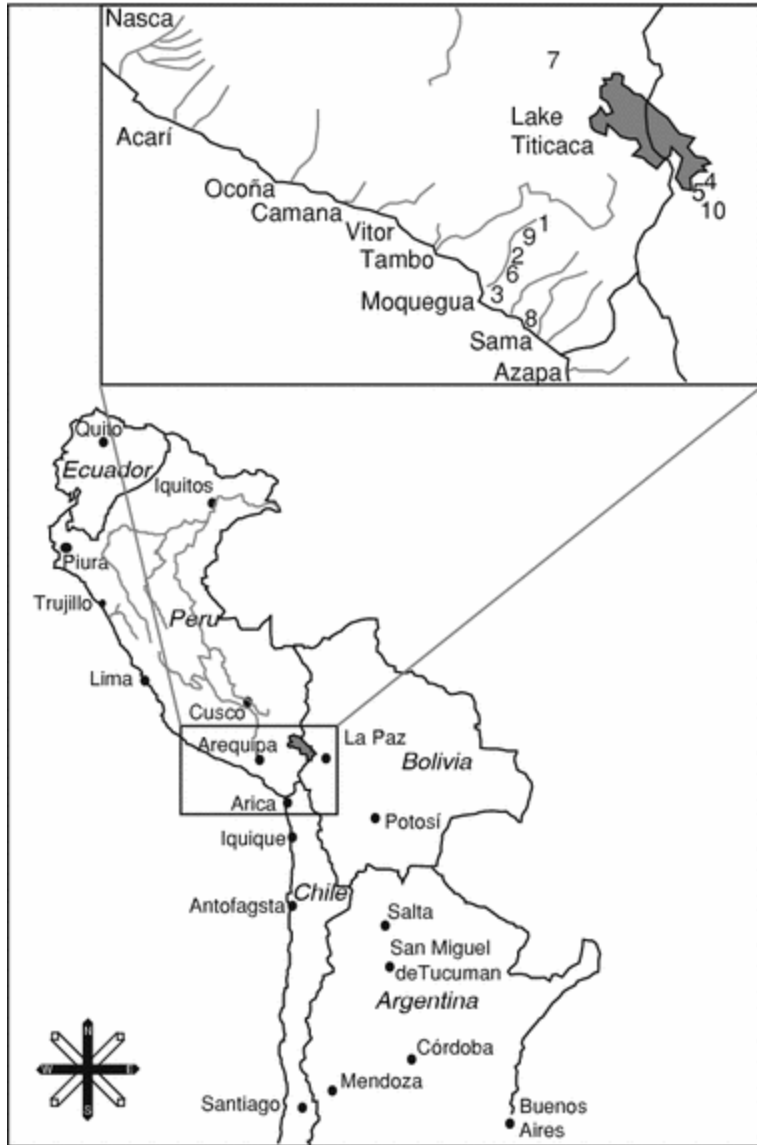 Nasca
7
Lake
Titicaca
Acarí
Ocoña
Camana
Vitor
Tambo
4
5
10
1
9
2
6
3
Moquegua
8
Sama
Azapa
Quito
Ecuador
Iquitos
Piura
Trujillo
Peru
Lima
Cusco
Arequipa
La Paz
Bolivia
Arica
Potosí
Iquique
Chile
Antofagsta
Salta
San Miguel
deTucuman
Argentina
Córdoba
Mendoza
Santiago
Buenos
Aires
N
W
E
S